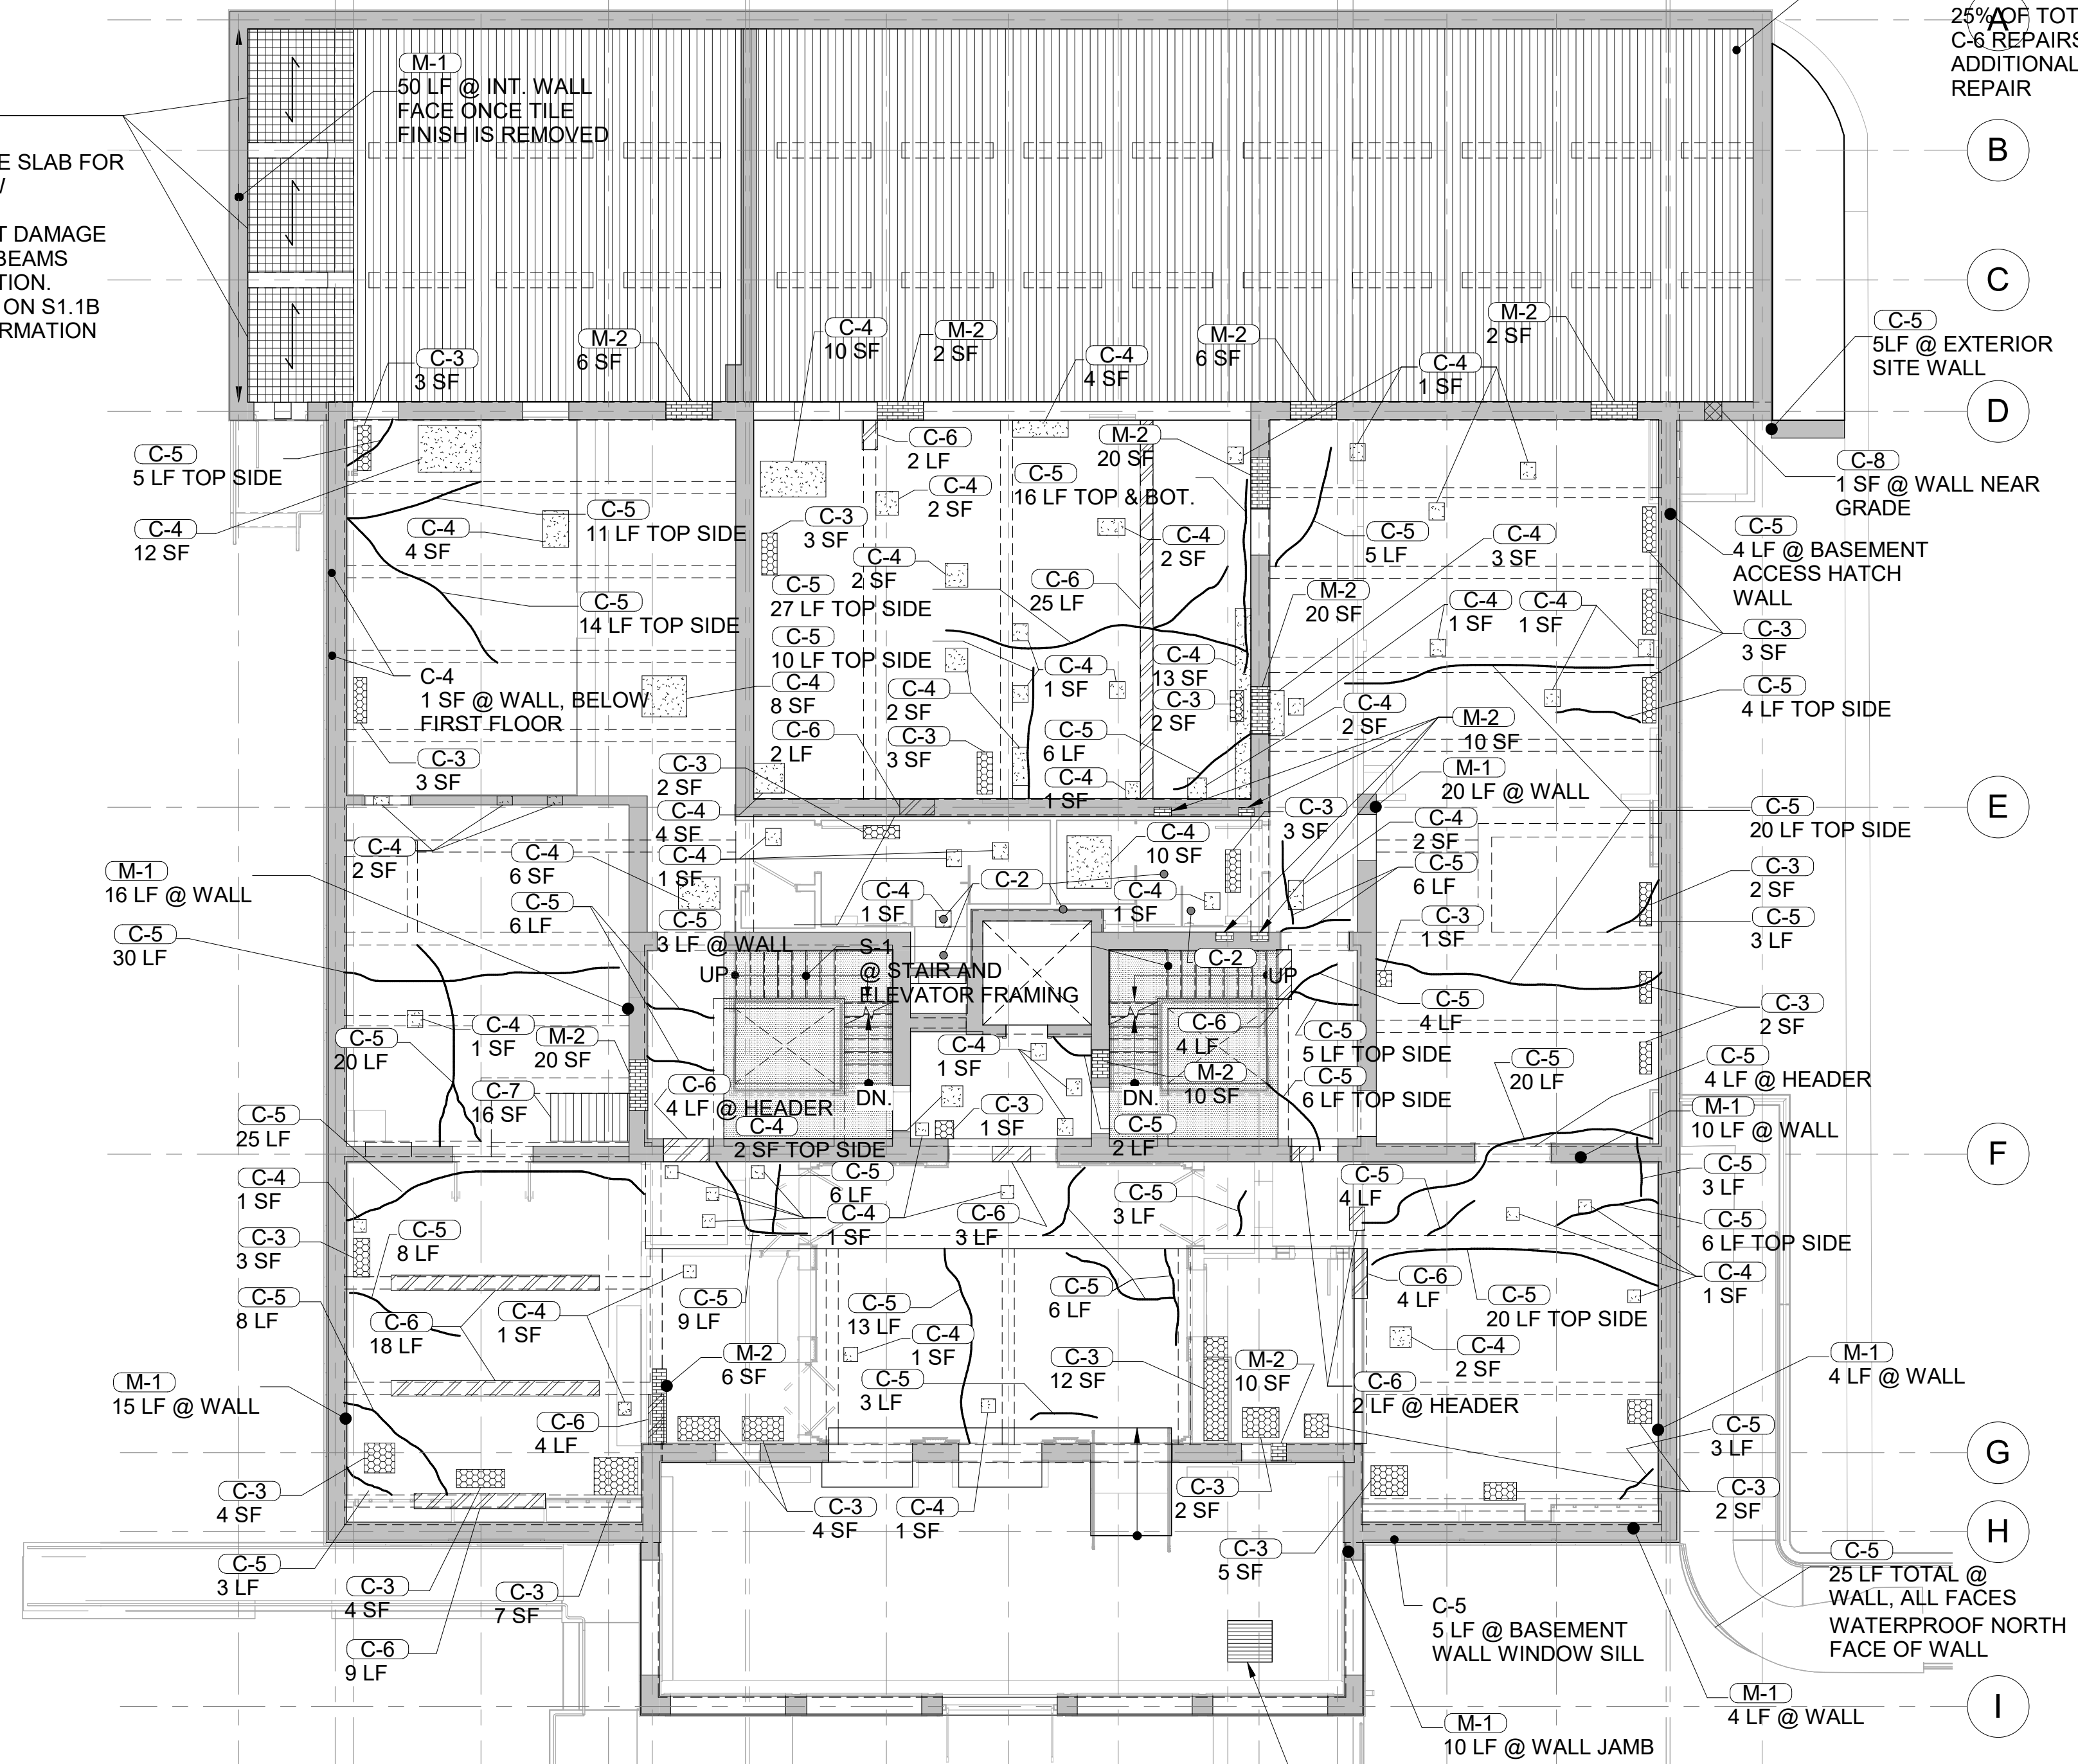 25% OF TOT
C-6 REPAIRS
ADDITIONAL
REPAIR
A
M-1
50 LF @ INT. WALL
FACE ONCE TILE
FINISH IS REMOVED
E SLAB FOR
B
T DAMAGE
BEAMS
TION.
ON S1.1B
RMATION
C
C-3
3 SF
M-2
6 SF
C-4
10 SF
M-2
2 SF
C-4
4 SF
M-2
6 SF
C-4
1 SF
M-2
2 SF
C-5
5LF @ EXTERIOR
SITE WALL
D
C-5
5 LF TOP SIDE
C-4
12 SF
C-4
4 SF
C-5
11 LF TOP SIDE
C-5
14 LF TOP SIDE
C-6
2 LF
C-4
2 SF
C-3
3 SF
C-4
2 SF
C-5
16 LF TOP & BOT.
M-2
20 SF
C-4
2 SF
C-5
5 LF
C-4
3 SF
C-8
1 SF @ WALL NEAR
GRADE
C-5
4 LF @ BASEMENT
ACCESS HATCH
WALL
C-5
27 LF TOP SIDE
C-6
25 LF
M-2
20 SF
C-4
1 SF
C-4
1 SF
C-3
3 SF
C-5
10 LF TOP SIDE
C-4
8 SF
C-4
2 SF
C-4
1 SF
C-4
13 SF
C-3
2 SF
C-4
2 SF
C-5
4 LF TOP SIDE
C-4
1 SF @ WALL, BELOW
FIRST FLOOR
C-3
3 SF
C-6
2 LF
C-3
3 SF
C-5
6 LF
C-4
1 SF
M-2
10 SF
M-1
20 LF @ WALL
C-3
2 SF
C-4
4 SF
C-4
1 SF
C-4
10 SF
C-3
3 SF
C-4
2 SF
C-5
20 LF TOP SIDE
E
C-4
2 SF
C-4
6 SF
C-5
6 LF
M-1
16 LF @ WALL
C-5
30 LF
C-4
1 SF
C-2
C-4
1 SF
C-5
6 LF
C-3
1 SF
C-3
2 SF
C-5
3 LF
C-5
3 LF @ WALL
UP
S-1
@ STAIR AND
ELEVATOR FRAMING
C-2
UP
C-5
4 LF
C-3
2 SF
C-5
20 LF
C-4
1 SF
M-2
20 SF
C-7
16 SF
C-4
1 SF
C-6
4 LF
C-5
5 LF TOP SIDE
C-5
20 LF
C-5
4 LF @ HEADER
C-6
4 LF @ HEADER
DN.
C-3
1 SF
DN.
M-2
10 SF
C-5
6 LF TOP SIDE
M-1
10 LF @ WALL
C-5
25 LF
C-4
2 SF TOP SIDE
C-5
2 LF
F
C-4
1 SF
C-5
6 LF
C-4
1 SF
C-6
3 LF
C-5
3 LF
C-5
4 LF
C-5
3 LF
C-5
6 LF TOP SIDE
C-3
3 SF
C-5
8 LF
C-5
8 LF
C-6
18 LF
C-4
1 SF
C-5
9 LF
C-5
13 LF
C-5
6 LF
C-6
4 LF
C-5
20 LF TOP SIDE
C-4
1 SF
C-4
1 SF
M-2
6 SF
C-5
3 LF
C-3
12 SF
M-2
10 SF
C-4
2 SF
M-1
4 LF @ WALL
M-1
15 LF @ WALL
C-6
4 LF
C-6
2 LF @ HEADER
C-5
3 LF
G
C-3
4 SF
C-3
4 SF
C-4
1 SF
C-3
2 SF
C-3
2 SF
H
C-5
3 LF
C-3
4 SF
C-3
7 SF
C-3
5 SF
C-5
25 LF TOTAL @
WALL, ALL FACES
WATERPROOF NORTH
FACE OF WALL
C-6
9 LF
C-5
5 LF @ BASEMENT
WALL WINDOW SILL
M-1
4 LF @ WALL
I
M-1
10 LF @ WALL JAMB